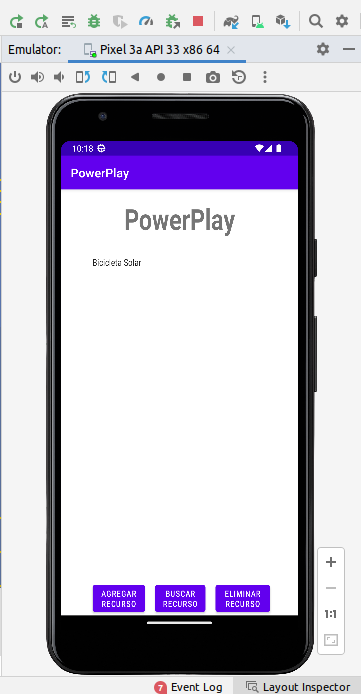 Emulator: Pixel 3a API 33 x86 64
10:18
PowerPlay
PowerPlay
Bicicleta Solar
AGREGAR
RECURSO
BUSCAR
RECURSO
ELIMINAR
RECURSO
1:1
7 Event Log Layout Inspector